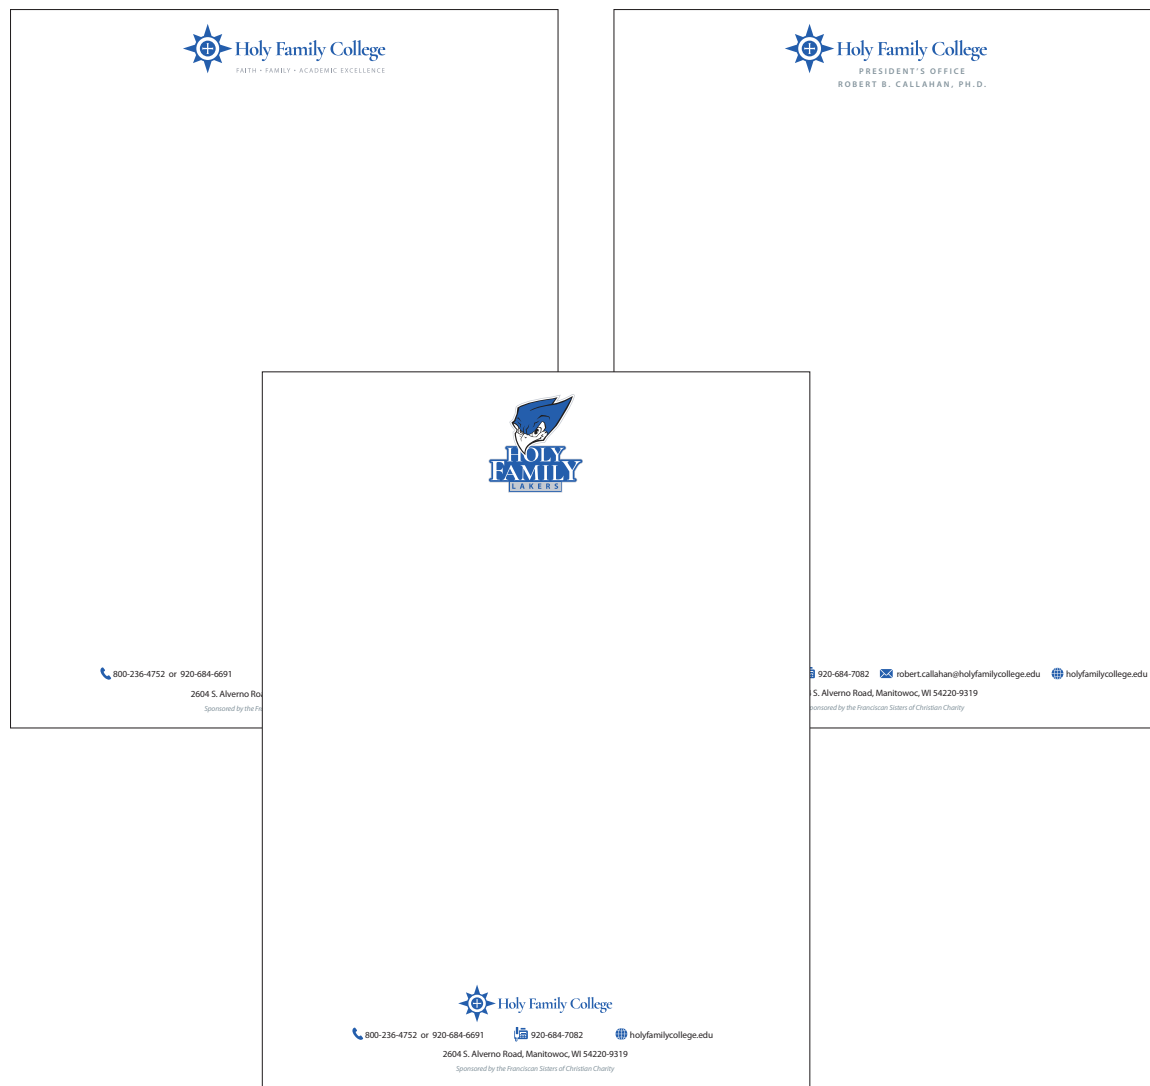 Holy Family College
FAITH • FAMILY • ACADEMIC EXCELLENCE
800-236-4752 or 920-684-6691
2604 S. Alverno
Sponsored by the
Holy Family College
PRESIDENT'S OFFICE
ROBERT B. CALLAHAN, PH.D.
920-684-7082 robert.callahan@holyfamilycollege.edu holyfamilycollege.edu
S. Alverno Road, Manitowoc, WI 54220-9319
by the Franciscan Sisters of Christian Charity
HOLY
FAMILY
LAKERS
Holy Family College
800-236-4752 or 920-684-6691 920-684-7082 holyfamilycollege.edu
2604 S. Alverno Road, Manitowoc, WI 54220-9319
Sponsored by the Franciscan Sisters of Christian Charity